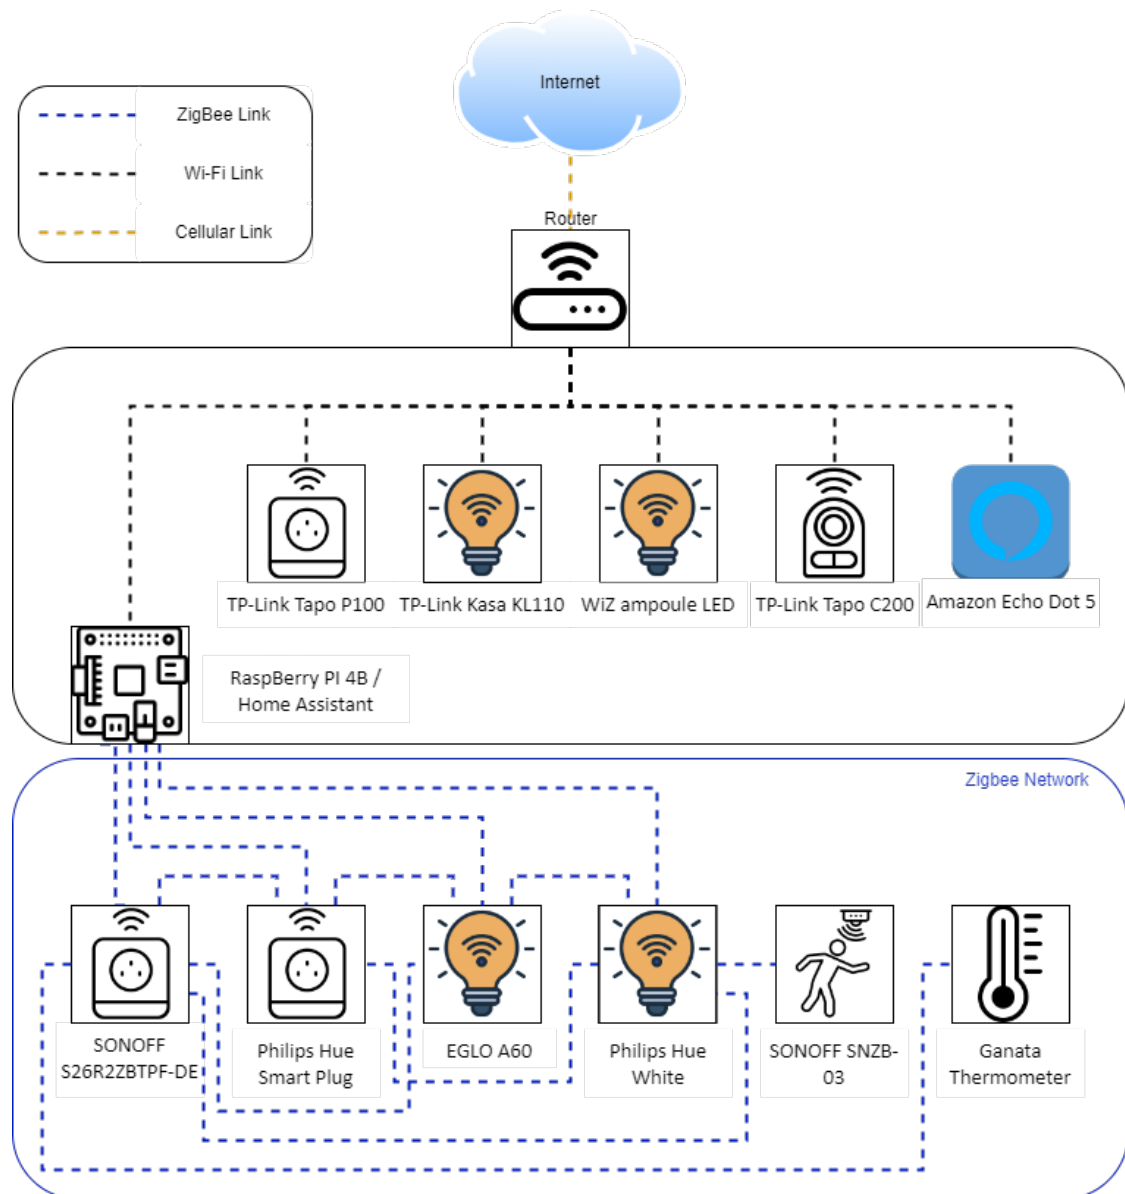 Internet
ZigBee Link
Wi-Fi Link
Cellular Link
Router
TP-Link Tapo P100
TP-Link Kasa KL110
WiZ ampoule LED
TP-Link Tapo C200
Amazon Echo Dot 5
RaspBerry PI 4B /
Home Assistant
Zigbee Network
SONOFF
S26R2ZBTPF-DE
Philips Hue
Smart Plug
EGLO A60
Philips Hue
White
SONOFF SNZB-
03
Ganata
Thermometer